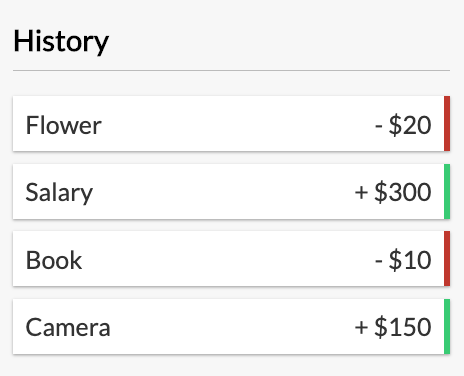 History
Flower - $20
Salary + $300
Book - $10
Camera + $150